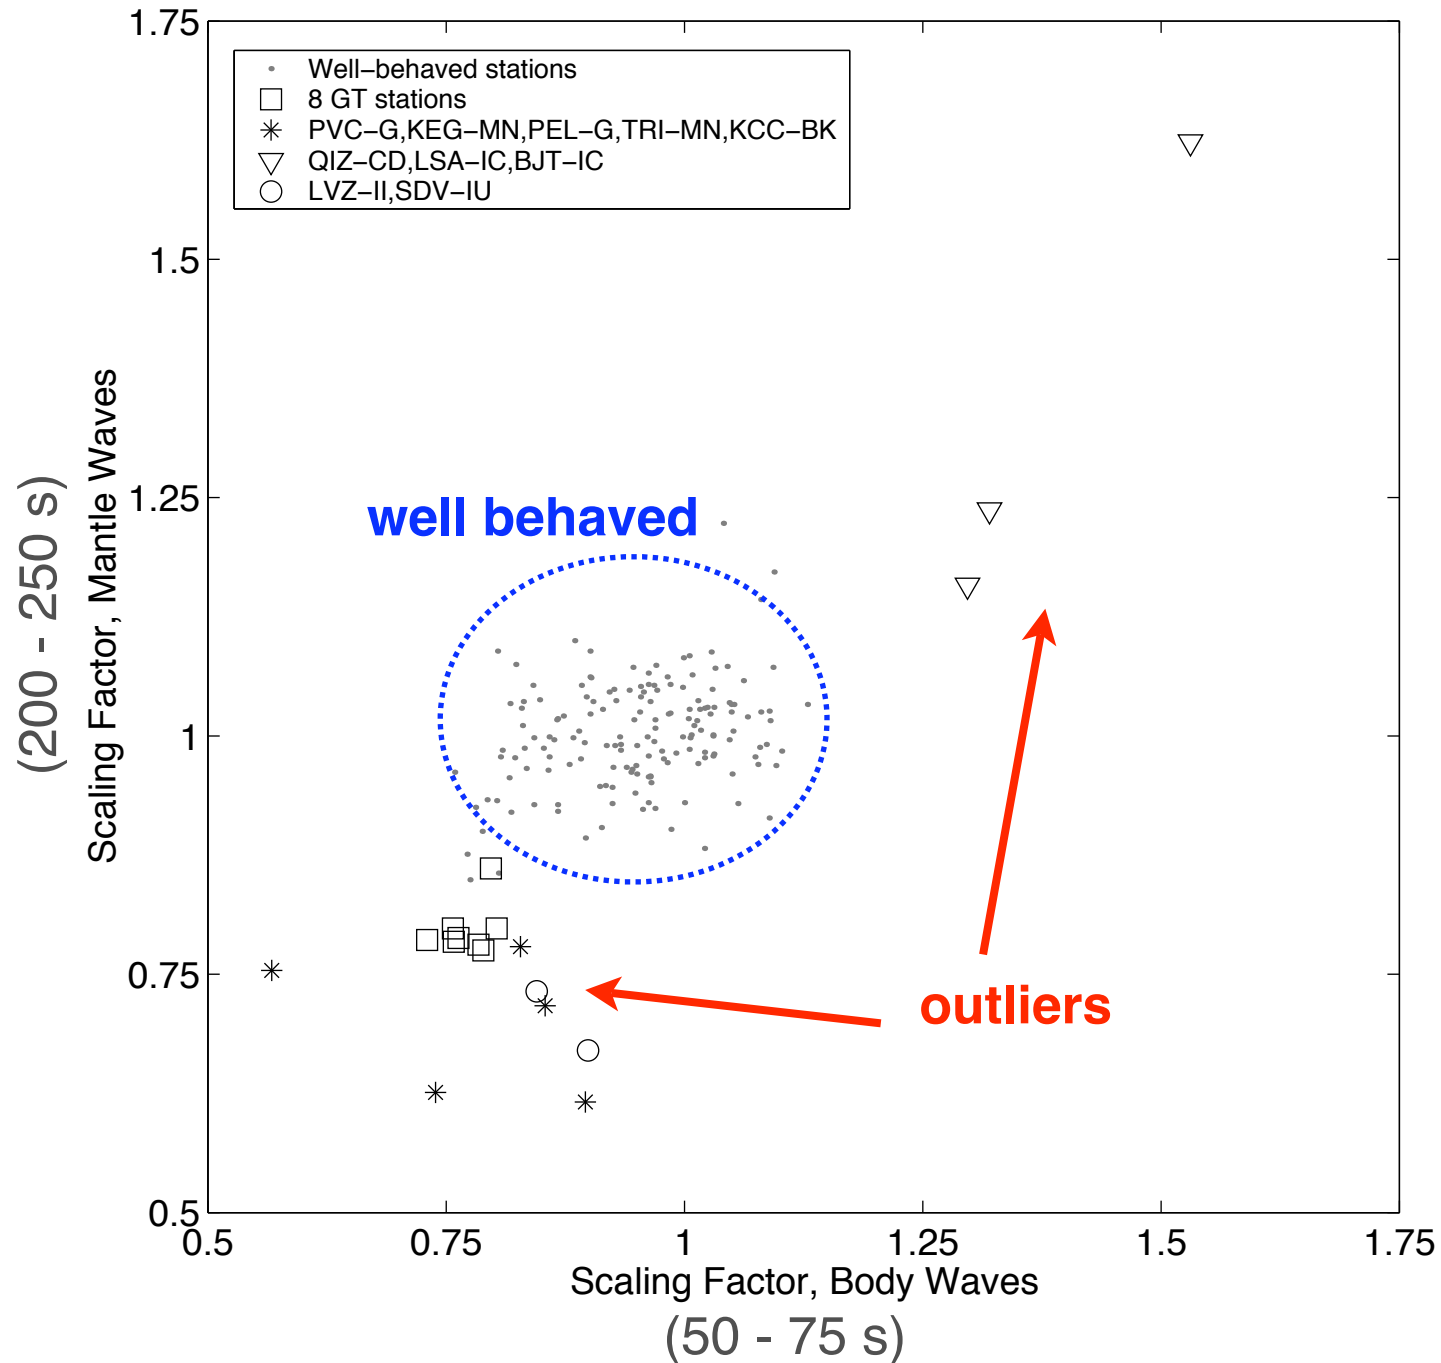 1.75
1.5
1.25
1
0.75
0.5
Well−behaved stations
8 GT stations
PVC−G,KEG−MN,PEL−G,TRI−MN,KCC−BK
QIZ−CD,LSA−IC,BJT−IC
LVZ−II,SDV−IU
well behaved
outliers
(200 - 250 s)
Scaling Factor, Mantle Waves
0.5 0.75 1 1.25 1.5 1.75
Scaling Factor, Body Waves
(50 - 75 s)